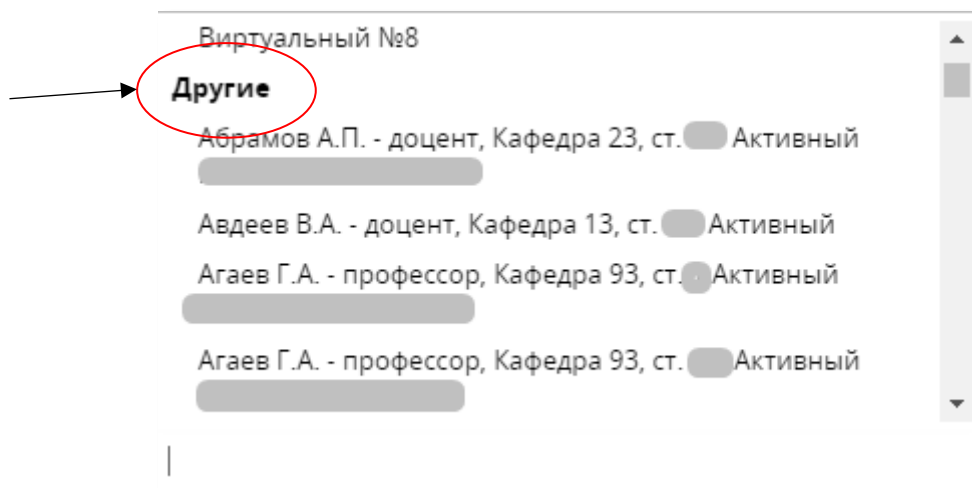 Виртуальный №8
Другие
Абрамов А.П. - доцент, Кафедра 23, ст. Активный
Авдеев В.А. - доцент, Кафедра 13, ст. Активный
Агаев Г.А. - профессор, Кафедра 93, ст. Активный
Агаев Г.А. - профессор, Кафедра 93, ст. Активный